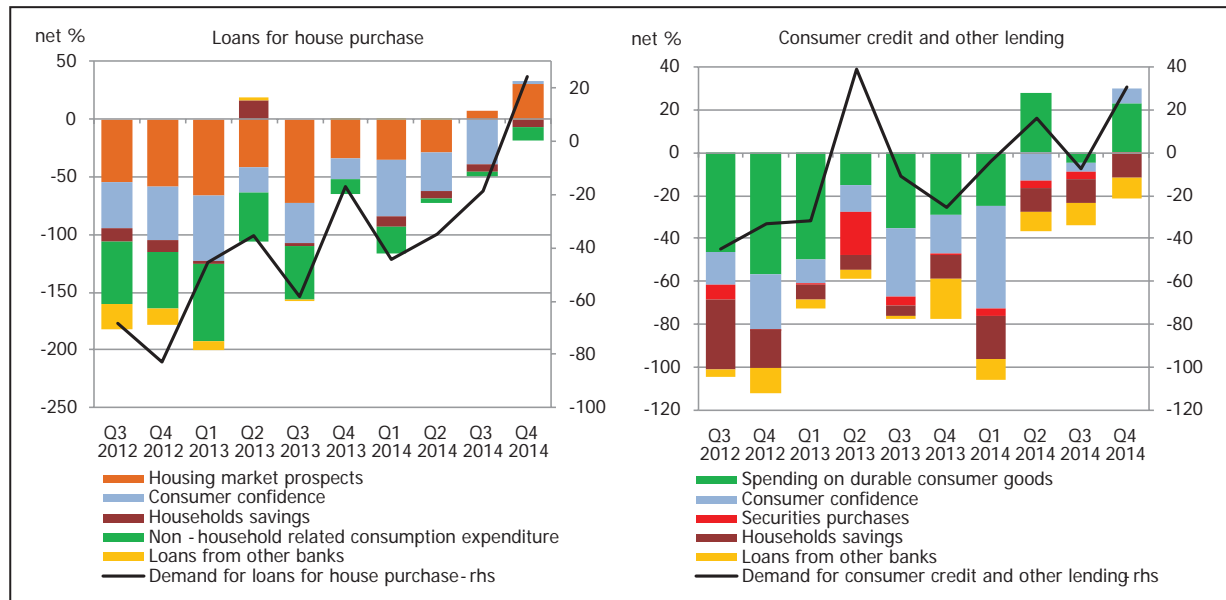 net % Loans for house purchase
50
0
-50
-100
-150
-200
-250
20
0
-20
-40
-60
-80
-100
Q3 Q4 Q1 Q2 Q3 Q4 Q1 Q2 Q3 Q4
2012 2012 2013 2013 2013 2013 2014 2014 2014 2014
Housing market prospects
Consumer confidence
Households savings
Non - household related consumption expenditure
Loans from other banks
Demand for loans for house purchase- rhs
net % Consumer credit and other lending
40
20
0
-20
-40
-60
-80
-100
-120
40
20
0
-20
-40
-60
-80
-100
-120
Q3 Q4 Q1 Q2 Q3 Q4 Q1 Q2 Q3 Q4
2012 2012 2013 2013 2013 2013 2014 2014 2014 2014
Spending on durable consumer goods
Consumer confidence
Securities purchases
Households savings
Loans from other banks
Demand for consumer credit and other lending- rhs